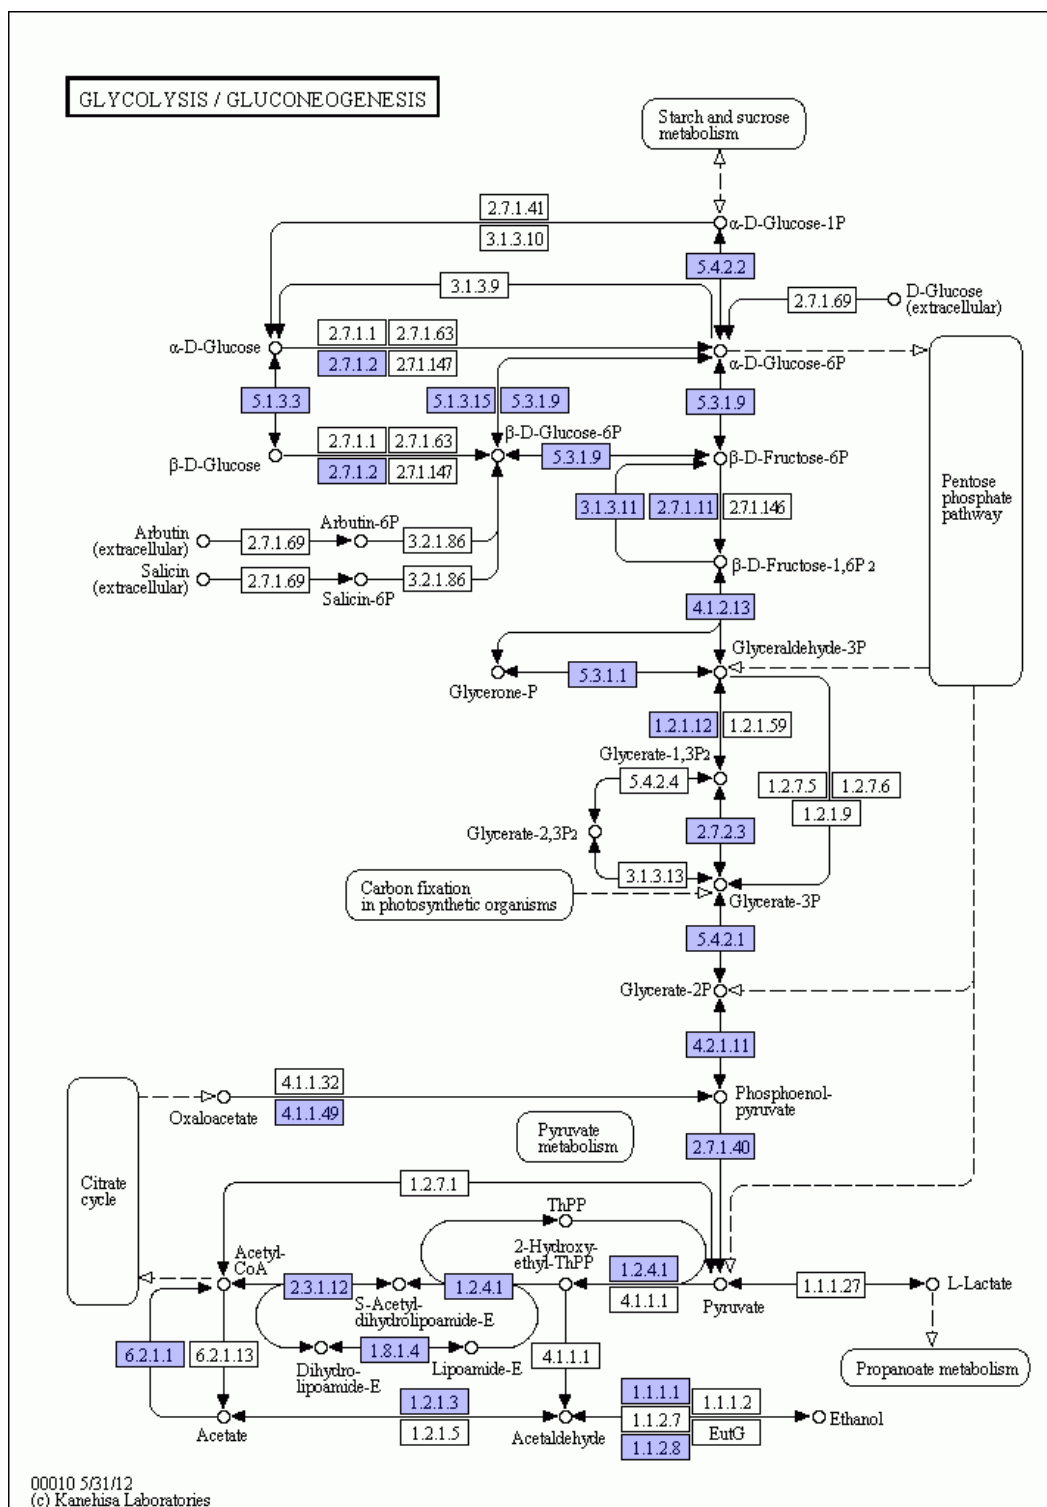 GLYCOLYSIS / GLUCONEOGENESIS
Starch and sucrose
metabolism
2.7.1.41
3.1.3.10
α-D-Glucose-1P
5.4.2.2
3.1.3.9
2.7.1.69
D-Glucose
(extracellular)
α-D-Glucose
2.7.1.1
2.7.1.63
2.7.1.2
2.7.1.147
α-D-Glucose-6P
5.1.3.3
5.1.3.15
5.3.1.9
5.3.1.9
β-D-Glucose
2.7.1.1
2.7.1.63
2.7.1.2
2.7.1.147
β-D-Glucose-6P
5.3.1.9
β-D-Fructose-6P
Pentose
phosphate
pathway
3.1.3.11
2.7.1.11
2.7.1.146
Arbutin
(extracellular)
2.7.1.69
Arbutin-6P
3.2.1.86
Salicin
(extracellular)
2.7.1.69
Salicin-6P
3.2.1.86
β-D-Fructose-1,6P2
4.1.2.13
Glyceraldehyde-3P
Glycerone-P
5.3.1.1
1.2.1.12
1.2.1.59
Glycerate-1,3P2
5.4.2.4
1.2.7.5
1.2.7.6
1.2.1.9
Glycerate-2,3P2
2.7.2.3
3.1.3.13
Carbon fixation
in photosynthetic organisms
Glycerate-3P
5.4.2.1
Glycerate-2P
4.2.1.11
4.1.1.32
Oxaloacetate
4.1.1.49
Phosphoenol-
pyruvate
Pyruvate
metabolism
2.7.1.40
Citrate
cycle
1.2.7.1
ThPP
Acetyl-
CoA
2-Hydroxy-
ethyl-ThPP
2.3.1.12
1.2.4.1
1.2.4.1
4.1.1.1
Pyruvate
1.1.1.27
L-Lactate
S-Acetyl-
dihydrolipoamide-E
6.2.1.1
6.2.1.13
Dihydro-
lipoamide-E
1.8.1.4
Lipoamide-E
4.1.1.1
Propanoate metabolism
Acetate
1.2.1.3
1.2.1.5
Acetaldehyde
1.1.1.1
1.1.2.7
1.1.2.8
1.1.1.2
EutG
Ethanol
00010 5/31/12
(c) Kanehisa Laboratories